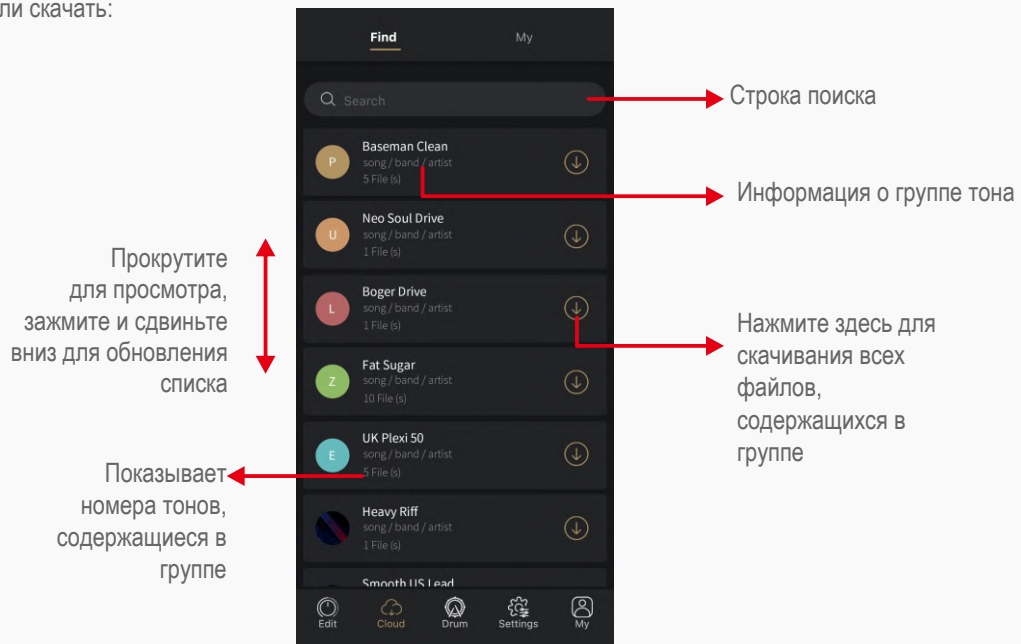 ли скачать:
Find
My
Search
Строка поиска
Baseman Clean
song / band / artist
5 File (s)
Информация о группе тона
Neo Soul Drive
song / band / artist
1 File (s)
Прокрутите
для просмотра,
зажмите и сдвиньте
вниз для обновления
списка
Boger Drive
song / band / artist
1 File (s)
Нажмите здесь для
скачивания всех
файлов,
содержащихся в
группе
Fat Sugar
song / band / artist
10 File (s)
UK Plexi 50
song / band / artist
5 File (s)
Показывает
номера тонов,
содержащиеся в
группе
Heavy Riff
song / band / artist
1 File (s)
Smooth US Lead
P
U
L
Z
E
Edit
Cloud
Drum
Settings
My